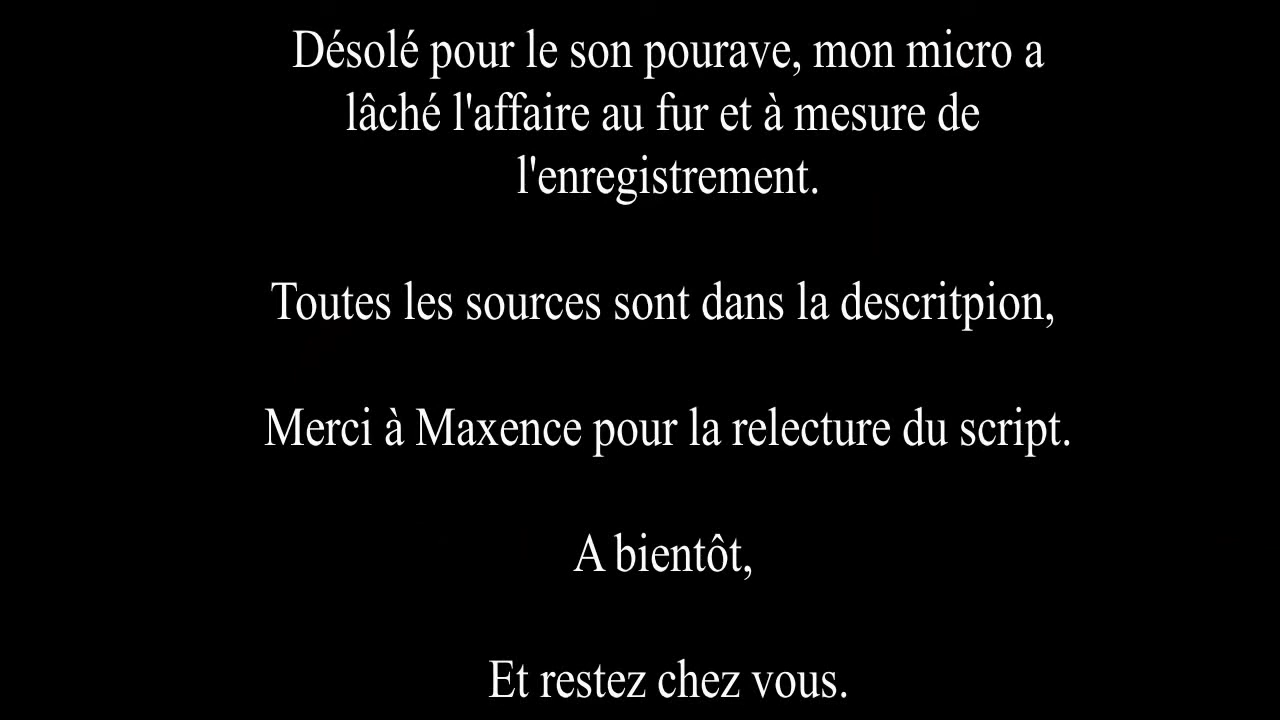 Désolé pour le son pourave, mon micro a
lâché l'affaire au fur et à mesure de
l'enregistrement.
Toutes les sources sont dans la descritpion,
Merci à Maxence pour la relecture du script.
A bientôt,
Et restez chez vous.